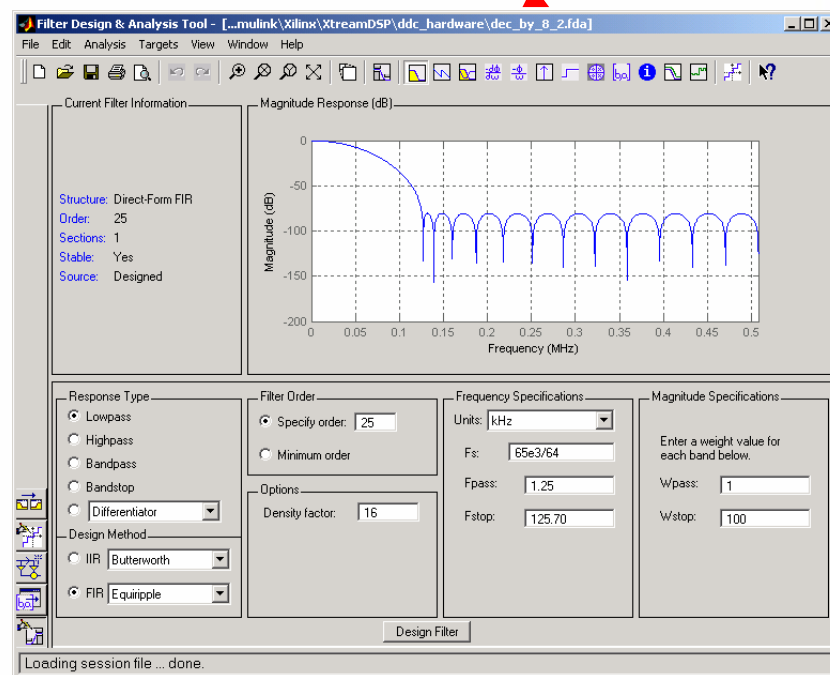 Filter Design & Analysis Tool - [...mulink\Xilinx\XtremeDSP\ddc_hardware\dec_by_8_2.fda]
File Edit Analysis Targets View Window Help
Current Filter Information
Structure: Direct-Form FIR
Order: 25
Sections: 1
Stable: Yes
Source: Designed
Magnitude Response (dB)
Magnitude (dB)
0
-50
-100
-150
-200
0 0.05 0.1 0.15 0.2 0.25 0.3 0.35 0.4 0.45 0.5
Frequency (MHz)
Response Type
Lowpass
Highpass
Bandpass
Bandstop
Differentiator
Design Method
IIR Butterworth
FIR Equiripple
Filter Order
Specify order: 25
Minimum order
Options
Density factor: 16
Frequency Specifications
Units: kHz
Fs: 65e3/64
Fpass: 1.25
Fstop: 125.70
Magnitude Specifications
Enter a weight value for
each band below.
Wpass: 1
Wstop: 100
Design Filter
Loading session file ... done.